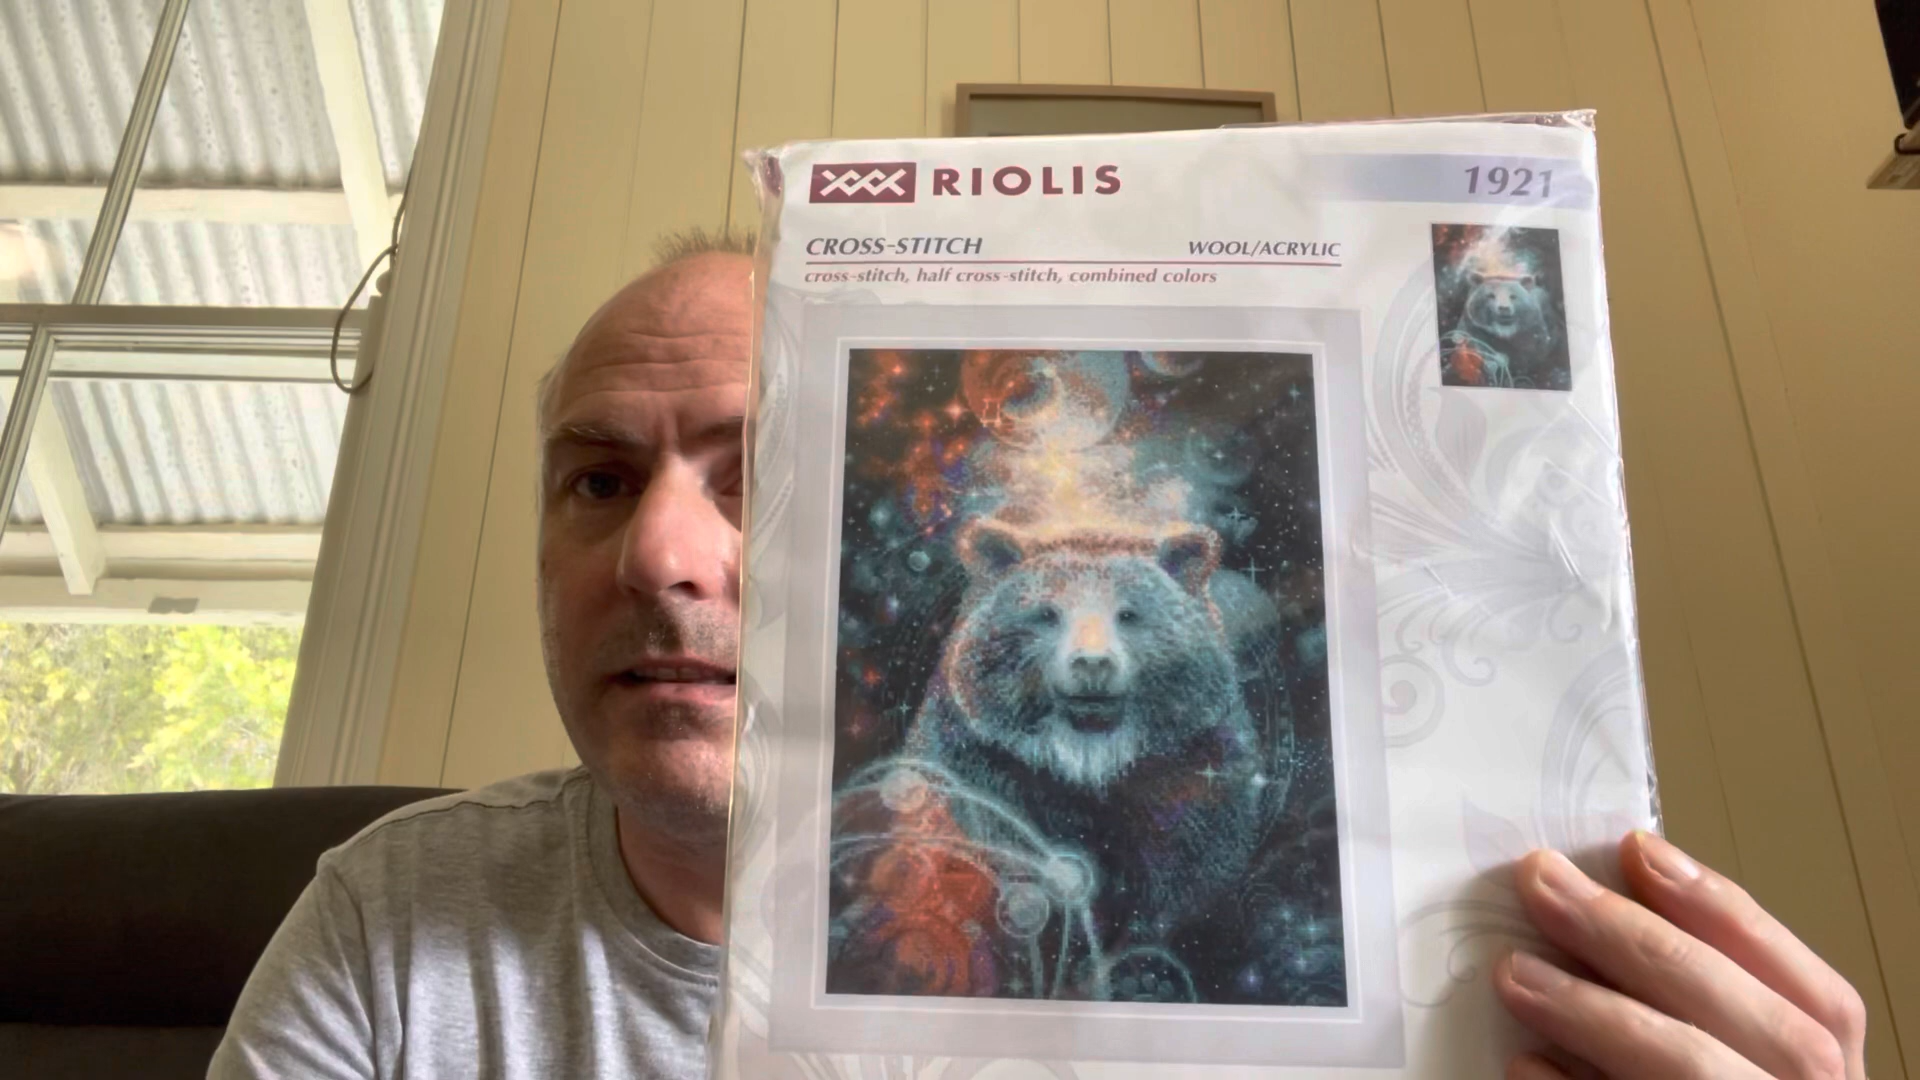 RIOLIS
1921
CROSS-STITCH
WOOL/ACRYLIC
cross-stitch, half cross-stitch, combined colors